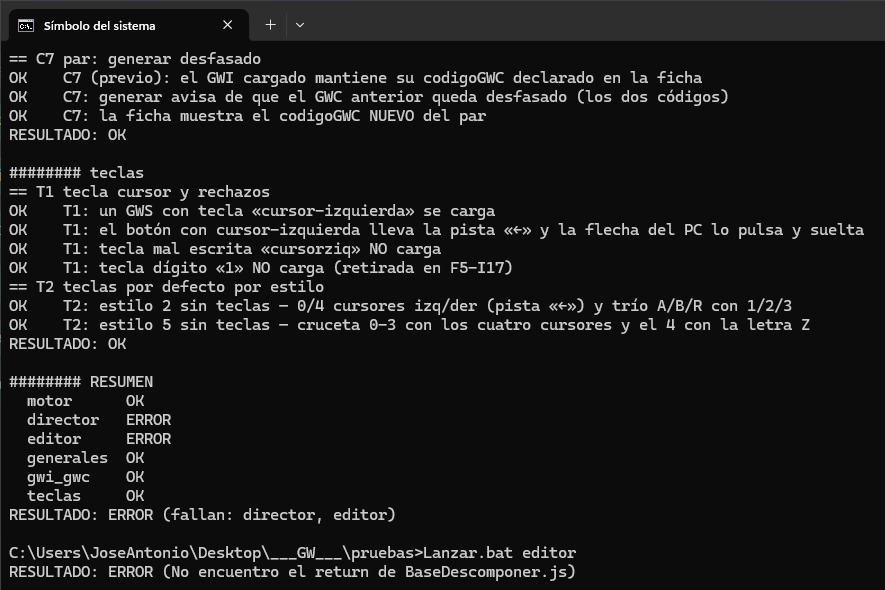 Símbolo del sistema
== C7 par: generar desfasado
OK    C7 (previo): el GWI cargado mantiene su codigoGWC declarado en la ficha
OK    C7: generar avisa de que el GWC anterior queda desfasado (los dos códigos)
OK    C7: la ficha muestra el codigoGWC NUEVO del par
RESULTADO: OK
######## teclas
== T1 tecla cursor y rechazos
OK    T1: un GWS con tecla «cursor-izquierda» se carga
OK    T1: el botón con cursor-izquierda lleva la pista «←» y la flecha del PC lo pulsa y suelta
OK    T1: tecla mal escrita «cursorziq» NO carga
OK    T1: tecla dígito «1» NO carga (retirada en F5-I17)
== T2 teclas por defecto por estilo
OK    T2: estilo 2 sin teclas — 0/4 cursores izq/der (pista «←») y trío A/B/R con 1/2/3
OK    T2: estilo 5 sin teclas — cruceta 0-3 con los cuatro cursores y el 4 con la letra Z
RESULTADO: OK
######## RESUMEN
motor      OK
director   ERROR
editor     ERROR
generales  OK
gwi_gwc    OK
teclas     OK
RESULTADO: ERROR (fallan: director, editor)
C:\Users\JoseAntonio\Desktop\___GW___\pruebas>Lanzar.bat editor
RESULTADO: ERROR (No encuentro el return de BaseDescomponer.js)